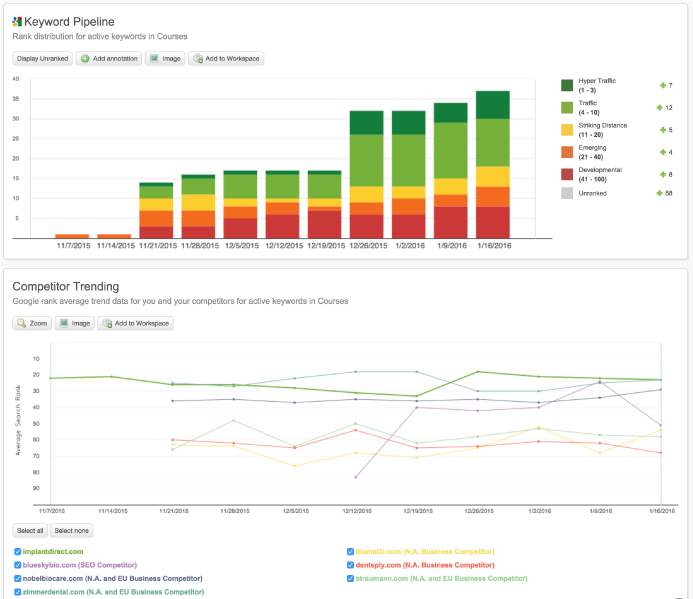 Keyword Pipeline
Rank distribution for active keywords in Courses
Display Unranked Add annotation Image Add to Workspace
40
35
30
25
20
15
10
5
11/7/2015 11/14/2015 11/21/2015 11/28/2015 12/5/2015 12/12/2015 12/19/2015 12/26/2015 1/2/2016 1/9/2016 1/16/2016
Hyper Traffic
(1 - 3) 7
Traffic
(4 - 10) 12
Striking Distance
(11 - 20) 5
Emerging
(21 - 40) 4
Developmental
(41 - 100) 8
Unranked 58
Competitor Trending
Google rank average trend data for you and your competitors for active keywords in Courses
Zoom Image Add to Workspace
Average Search Rank
10
20
30
40
50
60
70
80
90
11/7/2015 11/14/2015 11/21/2015 11/28/2015 12/5/2015 12/12/2015 12/19/2015 12/26/2015 1/2/2016 1/9/2016 1/16/2016
Select all Select none
implantdirect.com biomet3i.com (N.A. Business Competitor)
blueskybio.com (SEO Competitor) dentsply.com (N.A. Business Competitor)
nobelbiocare.com (N.A. and EU Business Competitor) straumann.com (N.A. and EU Business Competitor)
zimmerdental.com (N.A. and EU Business Competitor)